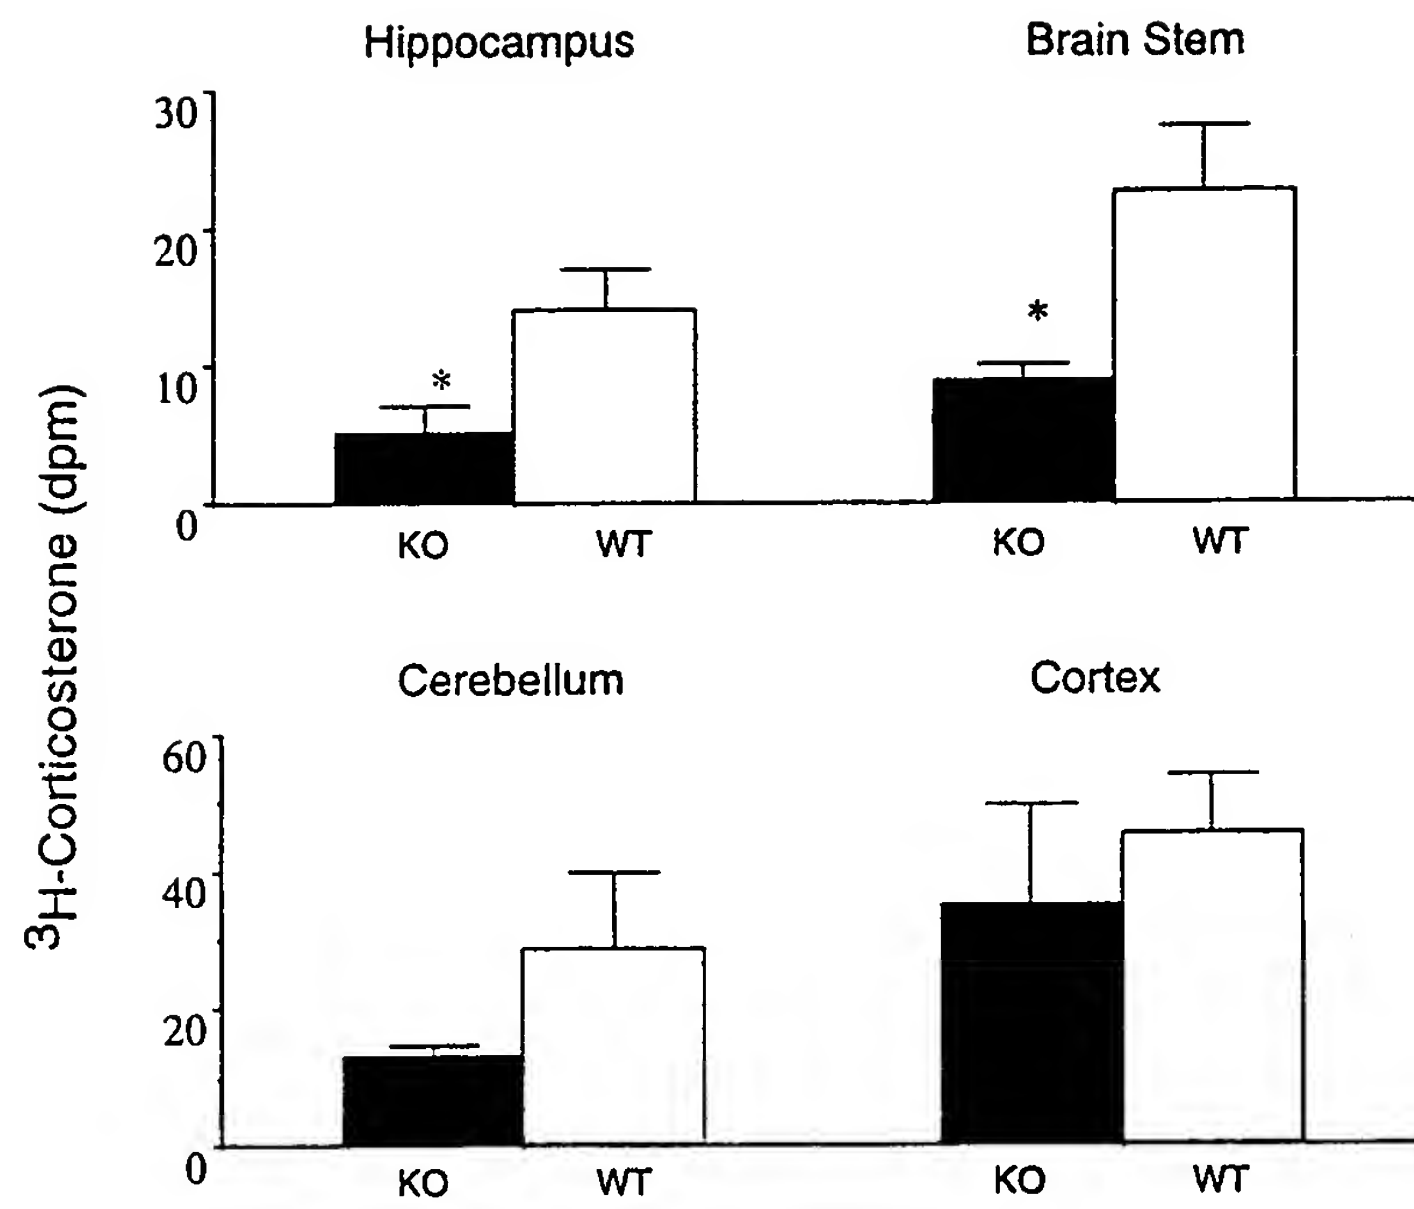 Hippocampus
Brain Stem
30
20
10
0
*
*
KO
WT
KO
WT
³H-Corticosterone (dpm)
Cerebellum
Cortex
60
40
20
0
KO
WT
KO
WT